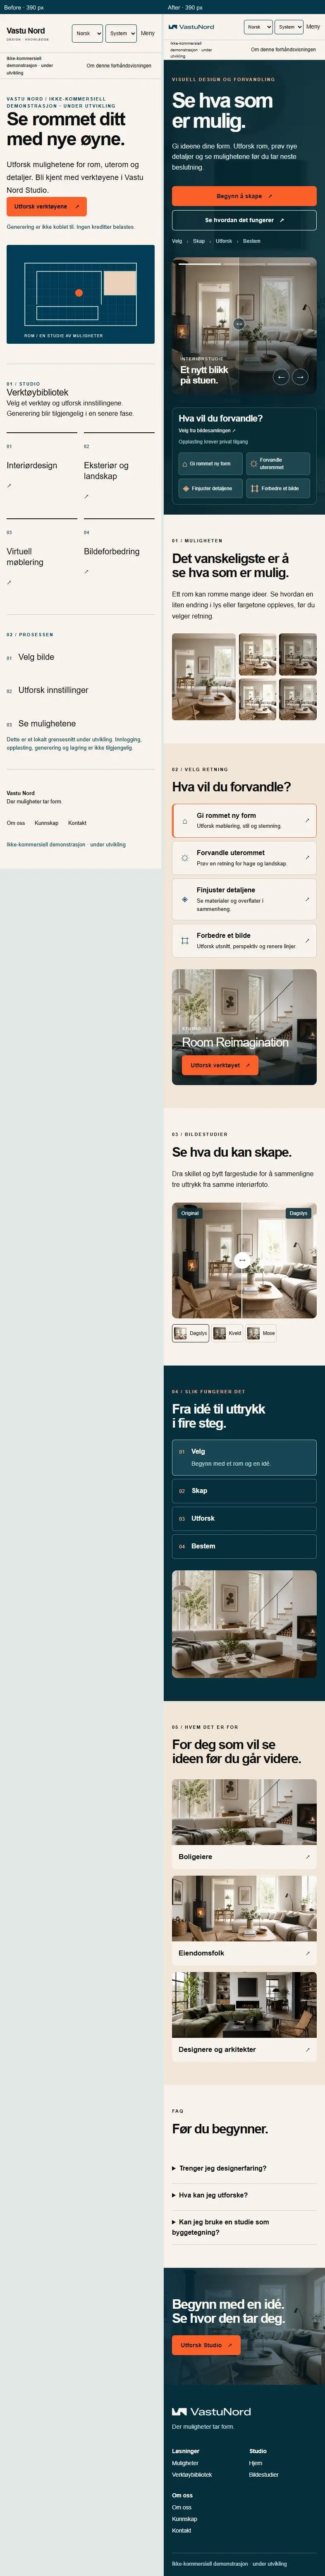 Before · 390 px
Vastu Nord
DESIGN · KNOWLEDGE
Norsk
System
Meny
Ikke-kommersiell
demonstrasjon · under
utvikling
Om denne forhåndsvisningen
VASTU NORD / IKKE-KOMMERSIELL
DEMONSTRASJON · UNDER UTVIKLING
Se rommet ditt
med nye øyne.
Utforsk mulighetene for rom, uterom og
detaljer. Bli kjent med verktøyene i Vastu
Nord Studio.
Utforsk verktøyene ↗
Generering er ikke koblet til. Ingen kreditter belastes.
ROM / EN STUDIE AV MULIGHETER
01 / STUDIO
Verktøybibliotek
Velg et verktøy og utforsk innstillingene.
Generering blir tilgjengelig i en senere fase.
01
Interiørdesign
↗
02
Eksteriør og
landskap
↗
03
Virtuell
møblering
↗
04
Bildeforbedring
↗
02 / PROSESSEN
01 Velg bilde
02 Utforsk innstillinger
03 Se mulighetene
Dette er et lokalt grensesnitt under utvikling. Innlogging,
opplasting, generering og lagring er ikke tilgjengelig.
Vastu Nord
Der muligheter tar form.
Om oss Kunnskap Kontakt
Ikke-kommersiell demonstrasjon · under utvikling
After · 390 px
VastuNord
Norsk
System
Meny
Ikke-kommersiell
demonstrasjon · under
utvikling
Om denne forhåndsvisningen
VISUELL DESIGN OG FORVANDLING
Se hva som
er mulig.
Gi ideene dine form. Utforsk rom, prøv nye
detaljer og se mulighetene før du tar neste
beslutning.
Begynn å skape ↗
Se hvordan det fungerer ↗
Velg › Skap › Utforsk › Bestem
INTERIØRSTUDIE
Et nytt blikk
på stuen.
← →
Hva vil du forvandle?
Velg fra bildesamlingen ↗
Opplasting krever privat tilgang
Gi rommet ny form
Forvandle
uterommet
Finjuster detaljene
Forbedre et bilde
01 / MULIGHETEN
Det vanskeligste er å
se hva som er mulig.
Ett rom kan romme mange ideer. Se hvordan en
liten endring i lys eller fargetone oppleves, før du
velger retning.
02 / VELG RETNING
Hva vil du forvandle?
Gi rommet ny form
Utforsk møblering, stil og stemning. ↗
Forvandle uterommet
Prøv en retning for hage og landskap. ↗
Finjuster detaljene
Se materialer og overflater i
sammenheng. ↗
Forbedre et bilde
Utforsk utsnitt, perspektiv og renere linjer. ↗
STUDIO
Room Reimagination
Utforsk verktøyet ↗
03 / BILDESTUDIER
Se hva du kan skape.
Dra skillet og bytt fargestudie for å sammenligne
tre uttrykk fra samme interiørfoto.
Original
Dagslys
Dagslys
Kveld
Mose
04 / SLIK FUNGERER DET
Fra idé til uttrykk
i fire steg.
01 Velg
Begynn med et rom og en idé.
02 Skap
03 Utforsk
04 Bestem
05 / HVEM DET ER FOR
For deg som vil se
ideen før du går videre.
Boligeiere ↗
Eiendomsfolk ↗
Designere og arkitekter ↗
FAQ
Før du begynner.
Trenger jeg designerfaring?
Hva kan jeg utforske?
Kan jeg bruke en studie som
byggetegning?
Begynn med en idé.
Se hvor den tar deg.
Utforsk Studio ↗
VastuNord
Der muligheter tar form.
Løsninger
Muligheter
Verktøybibliotek
Studio
Hjem
Bildestudier
Om oss
Om oss
Kunnskap
Kontakt
Ikke-kommersiell demonstrasjon · under utvikling